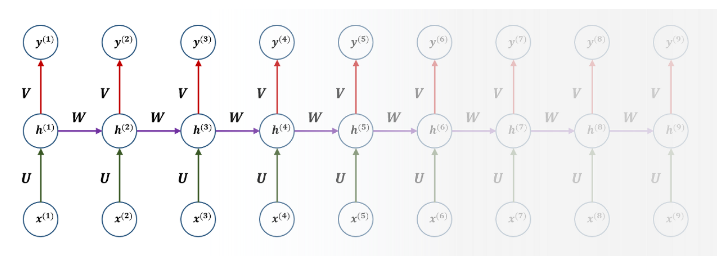 y(1) y(2) y(3) y(4) y(5) y(6) y(7) y(8) y(9)
V V V V V V V V V
W W W W W W W W
h(1) h(2) h(3) h(4) h(5) h(6) h(7) h(8) h(9)
U U U U U U U U U
x(1) x(2) x(3) x(4) x(5) x(6) x(7) x(8) x(9)